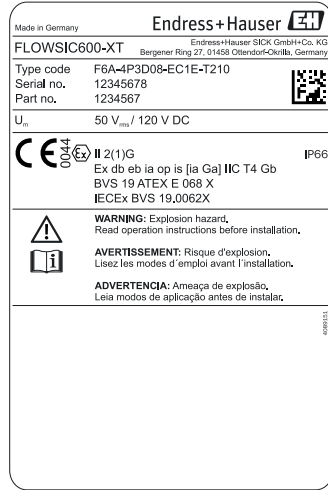 Made in Germany
Endress+Hauser EH
FLOWSIC600-XT
Endress+Hauser SICK GmbH+Co. KG
Bergener Ring 27, 01458 Ottendorf-Okrilla, Germany
Type code F6A-4P3D08-EC1E-T210
Serial no. 12345678
Part no. 1234567
Um 50 Vrms / 120 V DC
CE 0044 Ex II 2(1)G IP66
Ex db eb ia op is [ia Ga] IIC T4 Gb
BVS 19 ATEX E 068 X
IECEx BVS 19.0062X
WARNING: Explosion hazard.
Read operation instructions before installation.
AVERTISSEMENT: Risque d'explosion.
Lisez les modes d´emploi avant l´installation.
ADVERTENCIA: Ameaça de explosão.
Leia modos de aplicação antes de instalar.
4089151